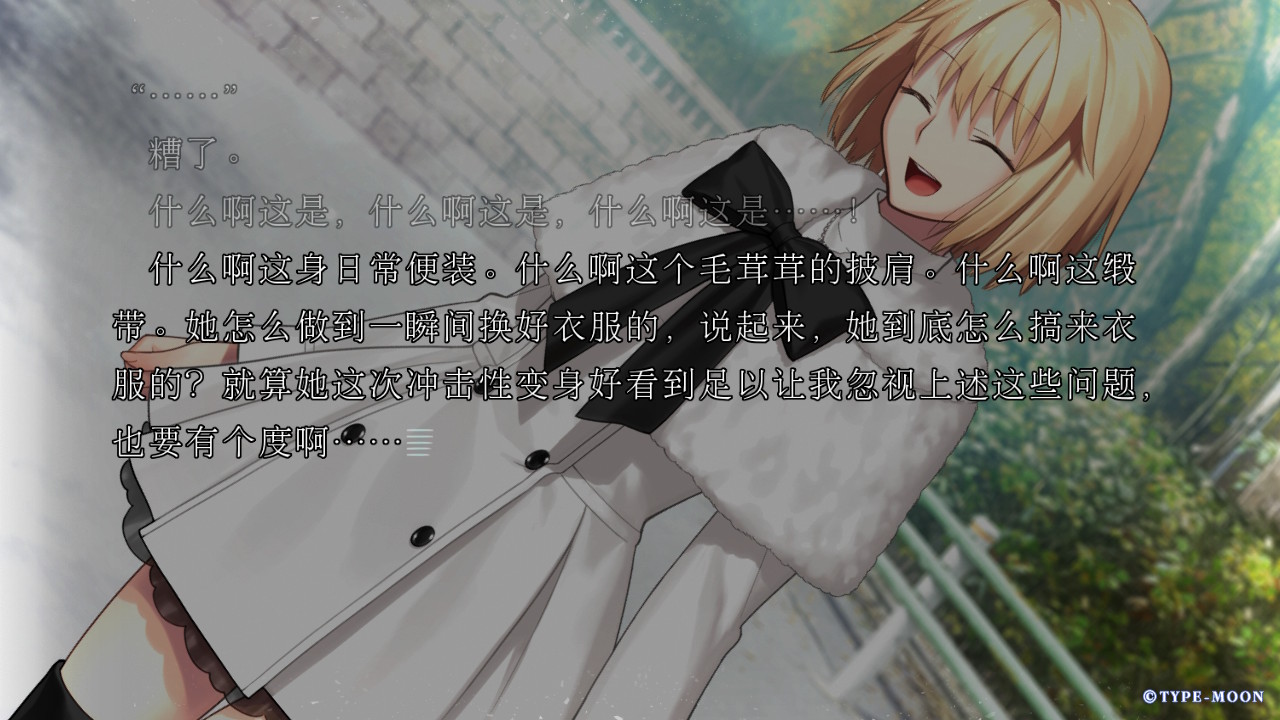 “……”
糟了。
什么啊这是，什么啊这是，什么啊这是……！
什么啊这身日常便装。什么啊这个毛茸茸的披肩。什么啊这缎
带。她怎么做到一瞬间换好衣服的，说起来，她到底怎么搞来衣
服的？就算她这次冲击性变身好看到足以让我忽视上述这些问题，
也要有个度啊……
©TYPE-MOON